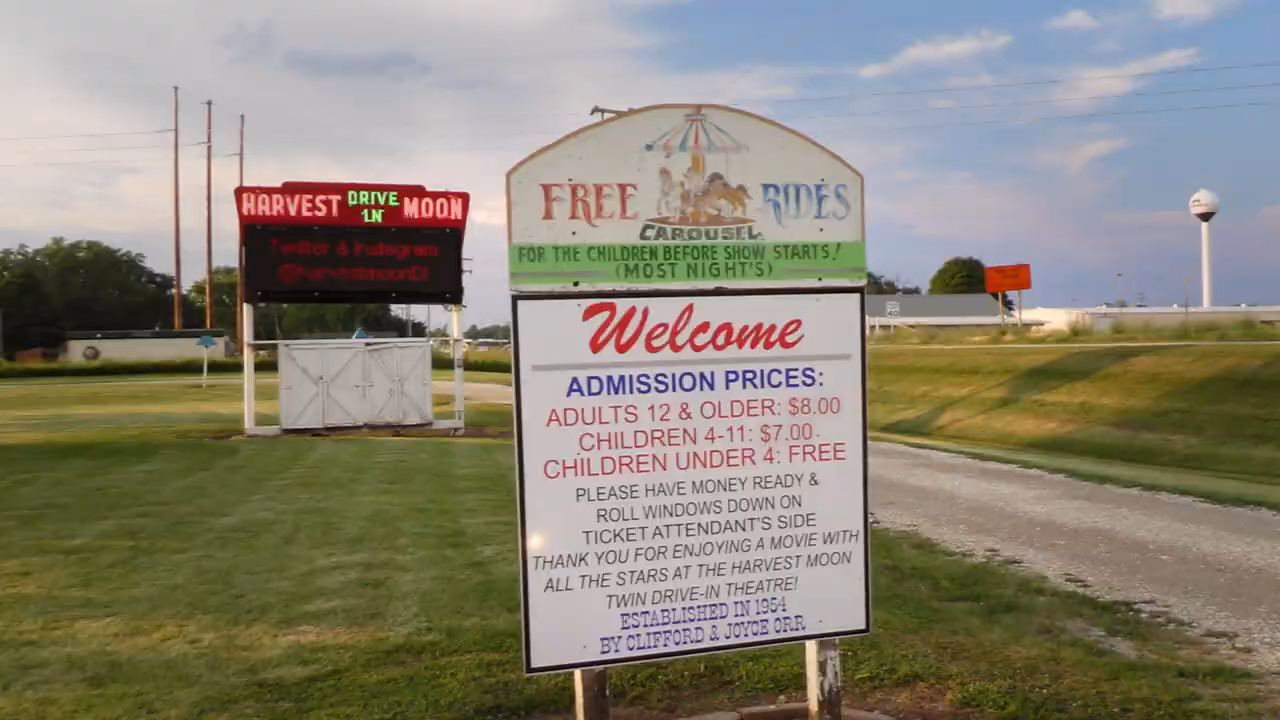 HARVEST DRIVE IN MOON
Twitter & Instagram
@harvestmoonDI
FREE RIDES
CAROUSEL
FOR THE CHILDREN BEFORE SHOW STARTS!
(MOST NIGHT'S)
Welcome
ADMISSION PRICES:
ADULTS 12 & OLDER: $8.00
CHILDREN 4-11: $7.00
CHILDREN UNDER 4: FREE
PLEASE HAVE MONEY READY &
ROLL WINDOWS DOWN ON
TICKET ATTENDANT'S SIDE
THANK YOU FOR ENJOYING A MOVIE WITH
ALL THE STARS AT THE HARVEST MOON
TWIN DRIVE-IN THEATRE!
ESTABLISHED IN 1954
BY CLIFFORD & JOYCE ORR
40